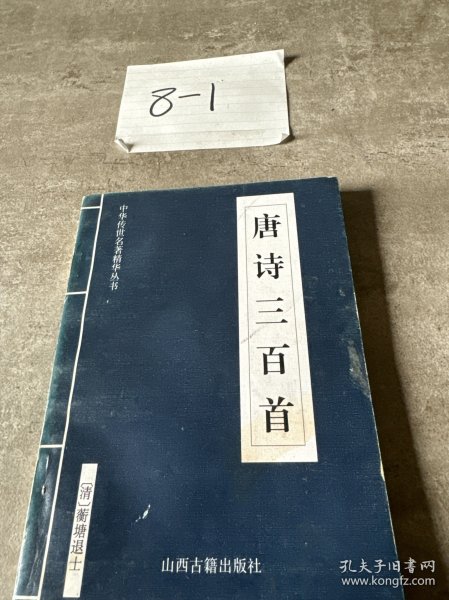 8-1
中华传世名著精华丛书
唐诗三百首
〔清〕蘅塘退士
山西古籍出版社
孔夫子旧书网
www.kongfz.com